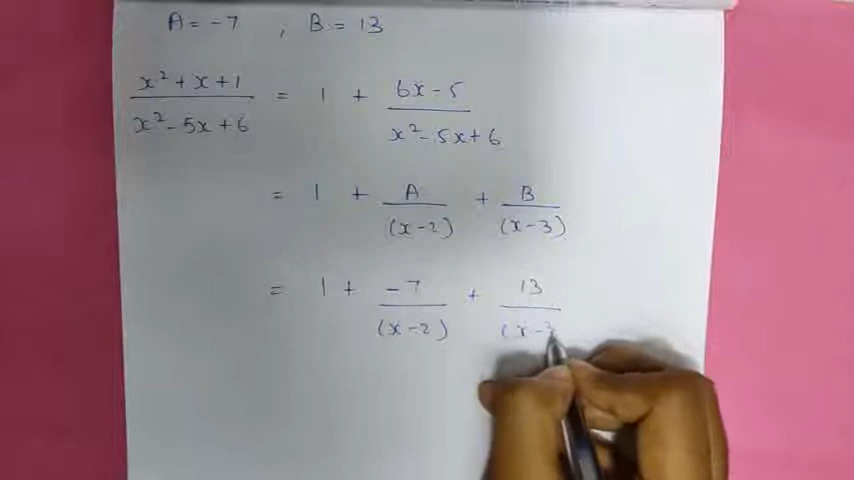 A = -7 , B = 13
x² + x + 1 / x² - 5x + 6 = 1 + 6x - 5 / x² - 5x + 6
= 1 + A / (x-2) + B / (x-3)
= 1 + -7 / (x-2) + 13 / (x-3